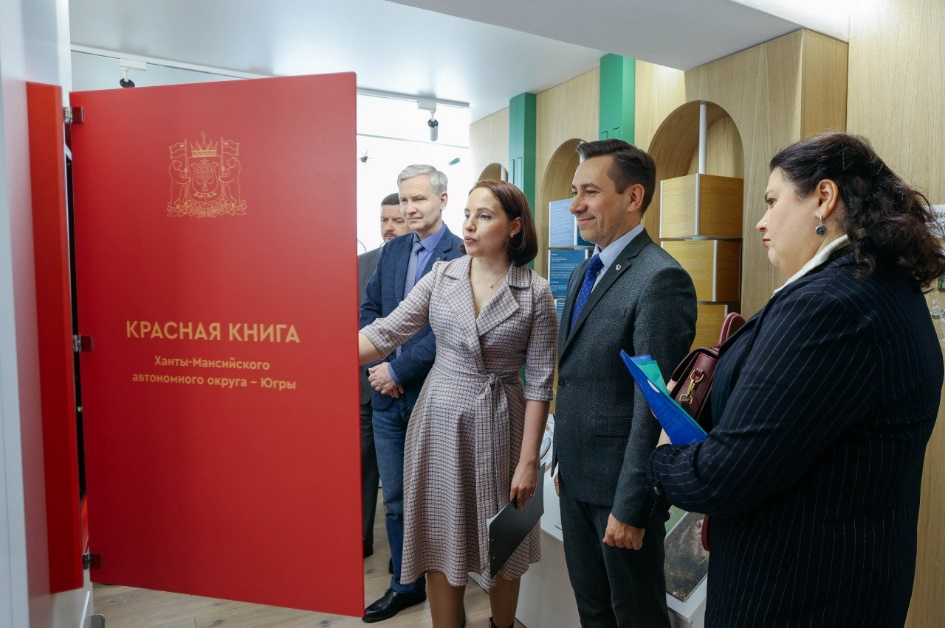 КРАСНАЯ КНИГА
Ханты-Мансийского
автономного округа – Югры